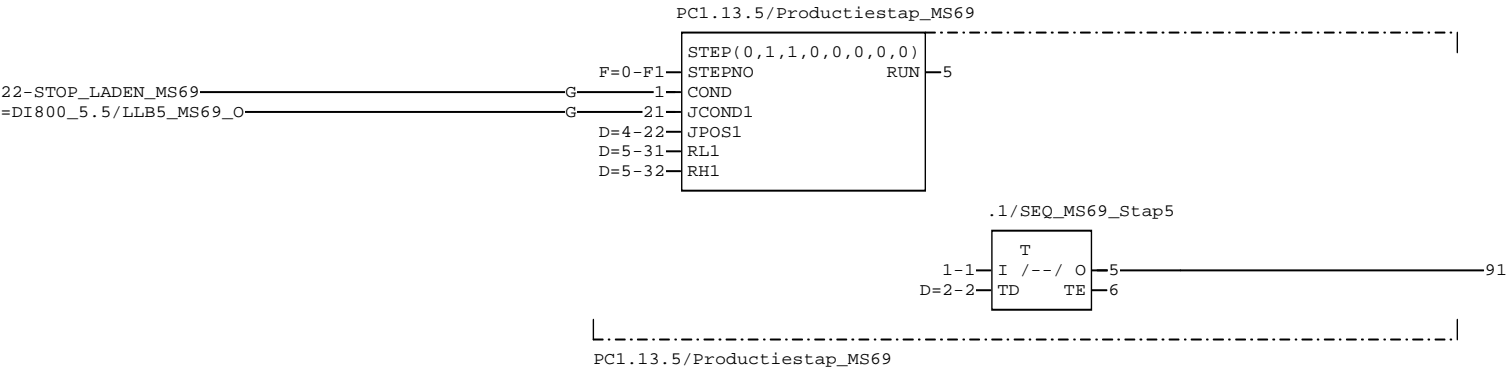 PC1.13.5/Productiestap_MS69
STEP(0,1,1,0,0,0,0,0)
F=0-F1 STEPNO RUN 5
22-STOP_LADEN_MS69 G 1 COND
=DI800_5.5/LLB5_MS69_O G 21 JCOND1
D=4-22 JPOS1
D=5-31 RL1
D=5-32 RH1
.1/SEQ_MS69_Stap5
T
1-1 I /--/ O 5 91
D=2-2 TD TE 6
PC1.13.5/Productiestap_MS69